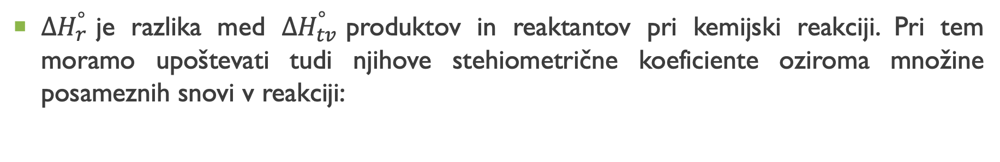 ▪ ΔH°r je razlika med ΔH°tv produktov in reaktantov pri kemijski reakciji. Pri tem
moramo upoštevati tudi njihove stehiometrične koeficiente oziroma množine
posameznih snovi v reakciji: